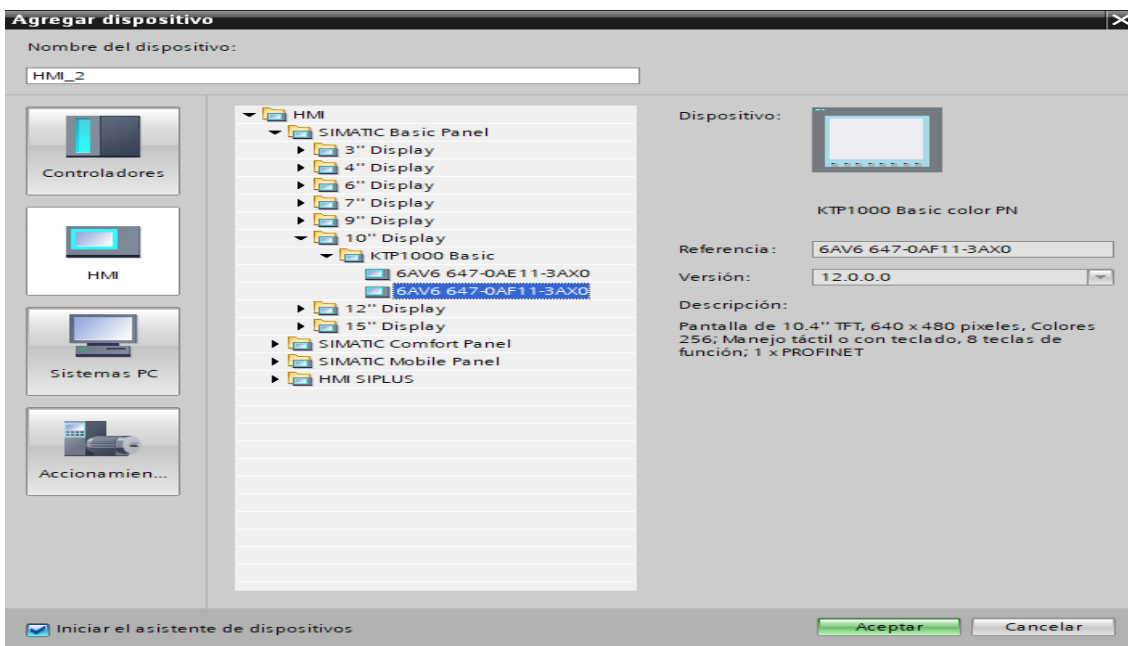 Agregar dispositivo
Nombre del dispositivo:
HMI_2
Controladores
HMI
Sistemas PC
Accionamien...
HMI
SIMATIC Basic Panel
3'' Display
4'' Display
6'' Display
7'' Display
9'' Display
10'' Display
KTP1000 Basic
6AV6 647-0AE11-3AX0
6AV6 647-0AF11-3AX0
12'' Display
15'' Display
SIMATIC Comfort Panel
SIMATIC Mobile Panel
HMI SIPLUS
Dispositivo:
KTP1000 Basic color PN
Referencia:
6AV6 647-0AF11-3AX0
Versión:
12.0.0.0
Descripción:
Pantalla de 10.4'' TFT, 640 x 480 pixeles, Colores
256; Manejo táctil o con teclado, 8 teclas de
función; 1 x PROFINET
Iniciar el asistente de dispositivos
Aceptar
Cancelar